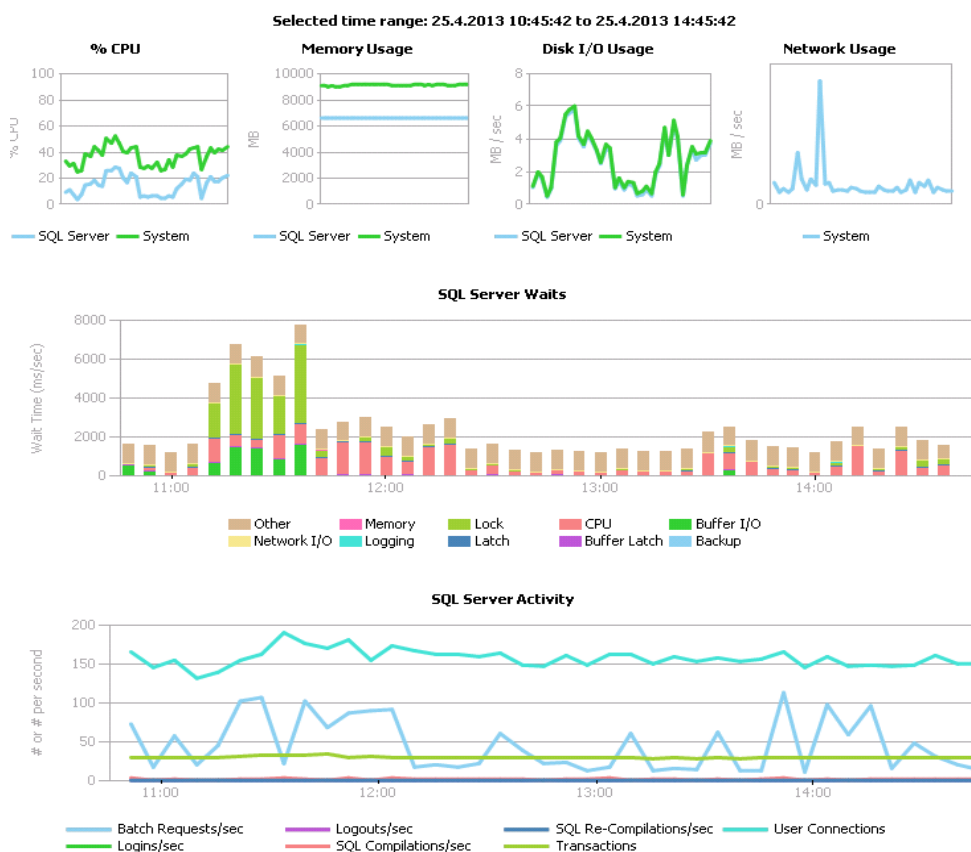 Selected time range: 25.4.2013 10:45:42 to 25.4.2013 14:45:42
% CPU Memory Usage Disk I/O Usage Network Usage
100
80
60
40
20
0
% CPU
10000
8000
6000
4000
2000
0
MB
8
6
4
2
0
MB / sec
0
MB / sec
SQL Server System SQL Server System SQL Server System System
SQL Server Waits
8000
6000
4000
2000
0
Wait Time (ms/sec)
11:00 12:00 13:00 14:00
Other Memory Lock CPU Buffer I/O
Network I/O Logging Latch Buffer Latch Backup
SQL Server Activity
200
150
100
50
0
# or # per second
11:00 12:00 13:00 14:00
Batch Requests/sec Logouts/sec SQL Re-Compilations/sec User Connections
Logins/sec SQL Compilations/sec Transactions